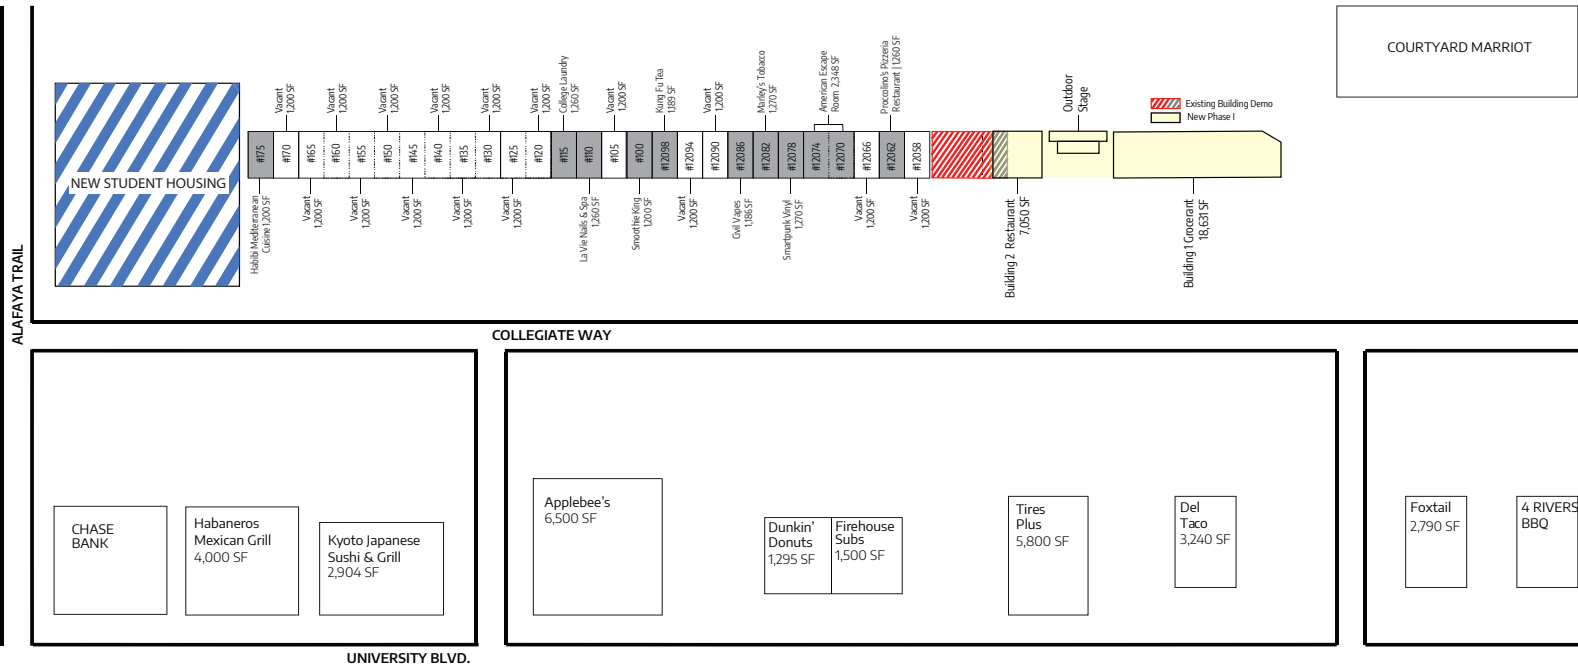 COURTYARD MARRIOT
Existing Building Demo
New Phase I
Outdoor
Stage
Vacant
1,200 SF
Vacant
1,200 SF
Vacant
1,200 SF
Vacant
1,200 SF
Vacant
1,200 SF
Vacant
1,200 SF
College Laundry
1,260 SF
Vacant
1,200 SF
Kung Fu Tea
1,189 SF
Vacant
1,200 SF
Marley's Tobacco
1,270 SF
American Escape
Room 2,348 SF
Proccolino's Pizzeria
Restaurant | 1,260 SF
#175
#170
#165
#160
#155
#150
#145
#140
#135
#130
#125
#120
#115
#110
#105
#100
#12098
#12094
#12090
#12086
#12082
#12078
#12074
#12070
#12066
#12062
#12058
NEW STUDENT HOUSING
Habibi Mediterranean
Cuisine 1,200 SF
Vacant
1,200 SF
Vacant
1,200 SF
Vacant
1,200 SF
Vacant
1,200 SF
Vacant
1,200 SF
La Vie Nails & Spa
1,260 SF
Smoothie King
1,200 SF
Vacant
1,200 SF
Civil Vapes
1,186 SF
Smartpunk Vinyl
1,270 SF
Vacant
1,200 SF
Vacant
1,200 SF
Building 2 Restaurant
7,050 SF
Building 1 Grocerant
18,631 SF
ALAFAYA TRAIL
COLLEGIATE WAY
CHASE
BANK
Habaneros
Mexican Grill
4,000 SF
Kyoto Japanese
Sushi & Grill
2,904 SF
Applebee's
6,500 SF
Dunkin'
Donuts
1,295 SF
Firehouse
Subs
1,500 SF
Tires
Plus
5,800 SF
Del
Taco
3,240 SF
Foxtail
2,790 SF
4 RIVERS
BBQ
UNIVERSITY BLVD.